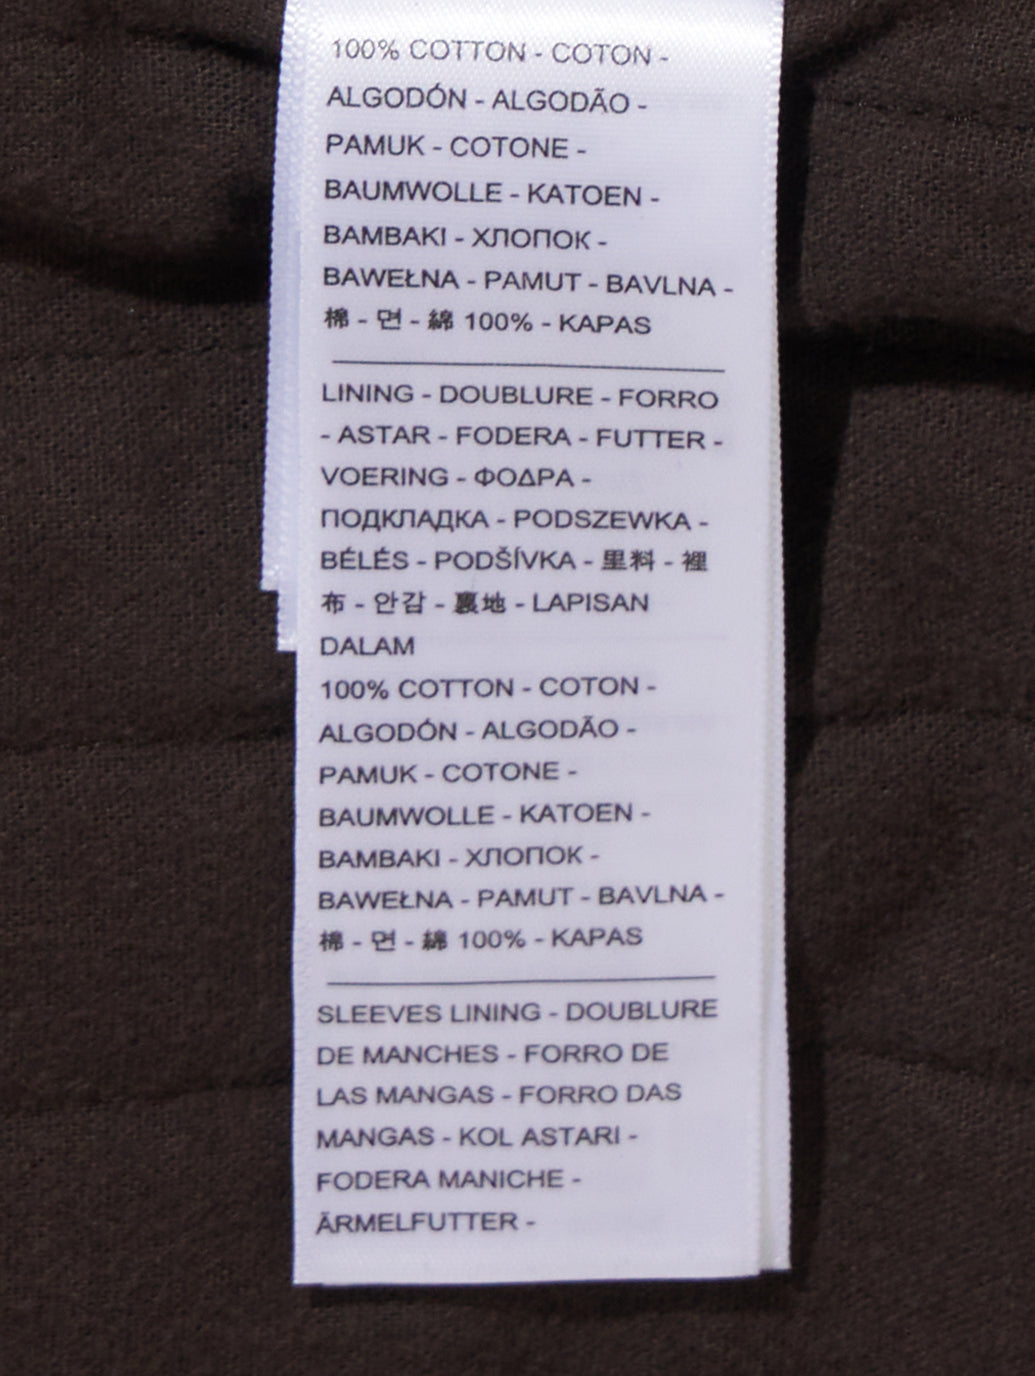 100% COTTON - COTON -
ALGODÓN - ALGODÃO -
PAMUK - COTONE -
BAUMWOLLE - KATOEN -
BAMBAKI - ХЛОПОК -
BAWEŁNA - PAMUT - BAVLNA -
棉 - 면 - 綿 100% - KAPAS
LINING - DOUBLURE - FORRO
- ASTAR - FODERA - FUTTER -
VOERING - ΦΟΔΡΑ -
ПОДКЛАДКА - PODSZEWKA -
BÉLÉS - PODŠÍVKA - 里料 - 裡
布 - 안감 - 裏地 - LAPISAN
DALAM
100% COTTON - COTON -
ALGODÓN - ALGODÃO -
PAMUK - COTONE -
BAUMWOLLE - KATOEN -
BAMBAKI - ХЛОПОК -
BAWEŁNA - PAMUT - BAVLNA -
棉 - 면 - 綿 100% - KAPAS
SLEEVES LINING - DOUBLURE
DE MANCHES - FORRO DE
LAS MANGAS - FORRO DAS
MANGAS - KOL ASTARI -
FODERA MANICHE -
ÄRMELFUTTER -